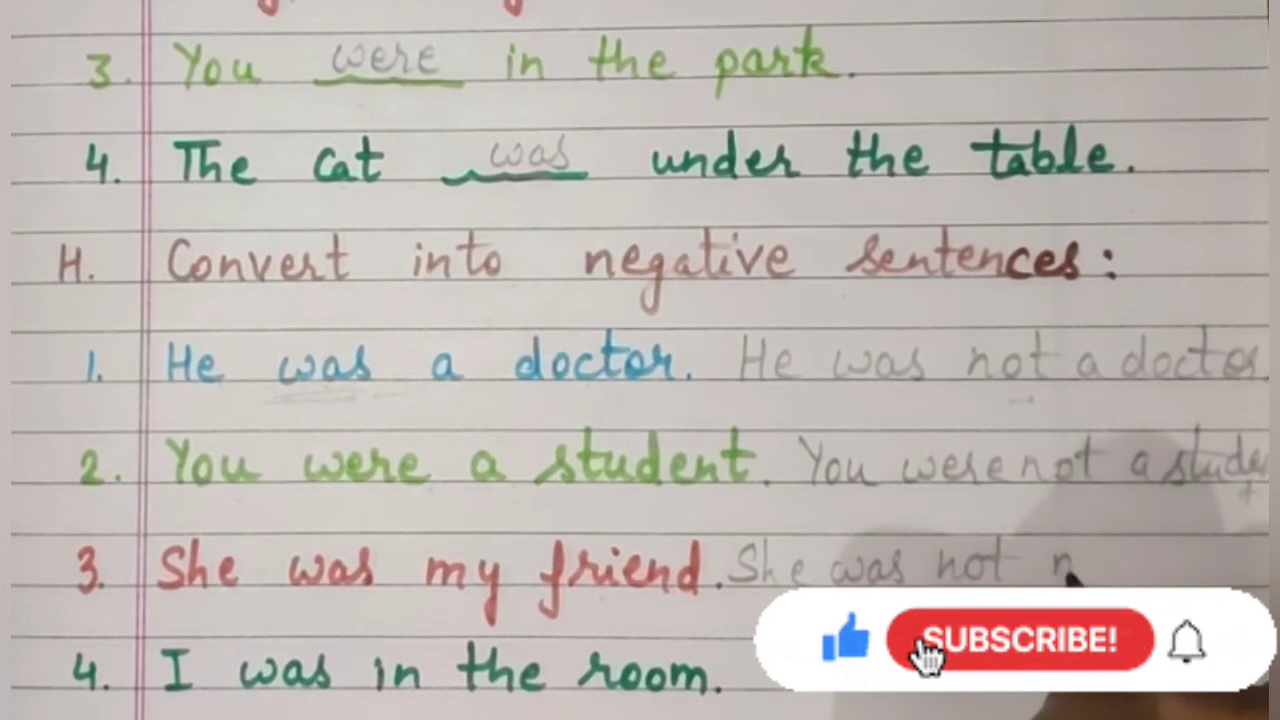 3. You were in the park.
4. The cat was under the table.
H. Convert into negative sentences:
1. He was a doctor. He was not a doctor.
2. You were a student. You were not a stude
3. She was my friend. She was not
SUBSCRIBE!
4. I was in the room.